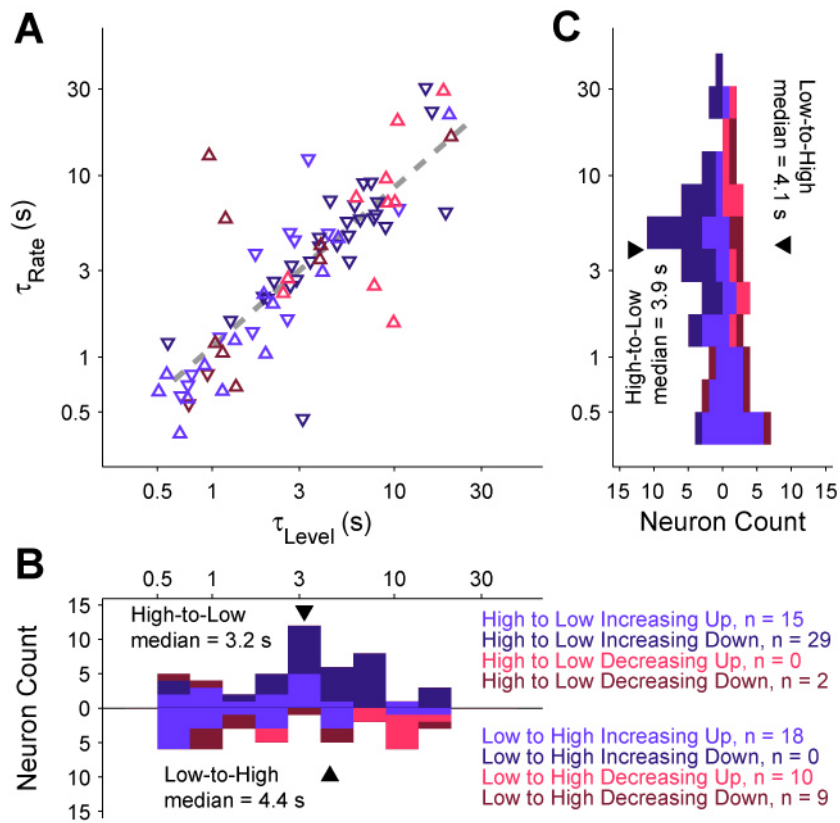 A
30
10
3
1
0.5
τRate (s)
0.5 1 3 10 30
τLevel (s)
C
30
10
3
1
0.5
Low-to-High
median = 4.1 s
High-to-Low
median = 3.9 s
15 10 5 0 5 10 15
Neuron Count
B
0.5 1 3 10 30
15
10
5
0
5
10
15
Neuron Count
High-to-Low
median = 3.2 s
Low-to-High
median = 4.4 s
High to Low Increasing Up, n = 15
High to Low Increasing Down, n = 29
High to Low Decreasing Up, n = 0
High to Low Decreasing Down, n = 2
Low to High Increasing Up, n = 18
Low to High Increasing Down, n = 0
Low to High Decreasing Up, n = 10
Low to High Decreasing Down, n = 9